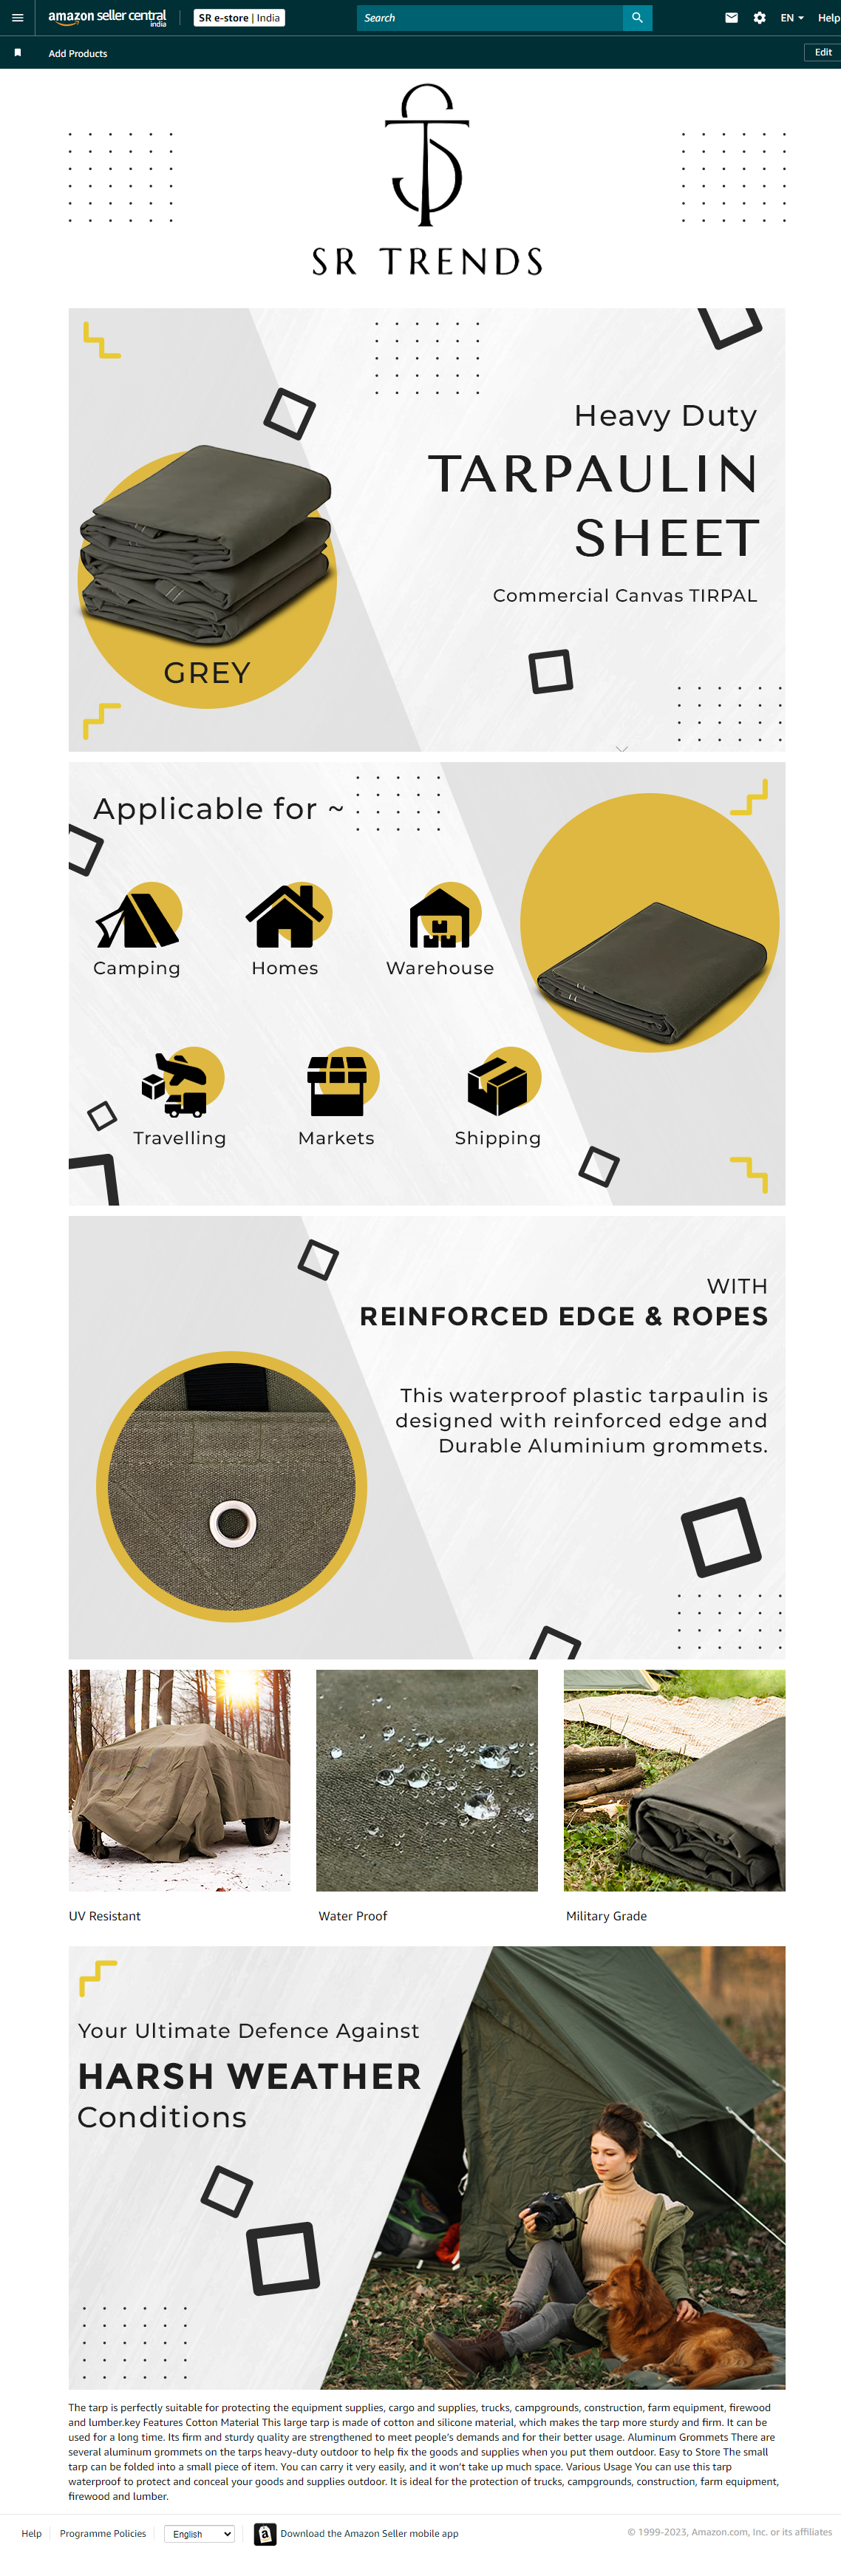 amazon seller central
india
SR e-store | India
Search
EN
Help
Add Products
Edit
SR TRENDS
Heavy Duty
TARPAULIN
SHEET
Commercial Canvas TIRPAL
GREY
Applicable for ~
Camping
Homes
Warehouse
Travelling
Markets
Shipping
WITH
REINFORCED EDGE & ROPES
This waterproof plastic tarpaulin is
designed with reinforced edge and
Durable Aluminium grommets.
UV Resistant
Water Proof
Military Grade
Your Ultimate Defence Against
HARSH WEATHER
Conditions
The tarp is perfectly suitable for protecting the equipment supplies, cargo and supplies, trucks, campgrounds, construction, farm equipment, firewood
and lumber.key Features Cotton Material This large tarp is made of cotton and silicone material, which makes the tarp more sturdy and firm. It can be
used for a long time. Its firm and sturdy quality are strengthened to meet people's demands and for their better usage. Aluminum Grommets There are
several aluminum grommets on the tarps heavy-duty outdoor to help fix the goods and supplies when you put them outdoor. Easy to Store The small
tarp can be folded into a small piece of item. You can carry it very easily, and it won't take up much space. Various Usage You can use this tarp
waterproof to protect and conceal your goods and supplies outdoor. It is ideal for the protection of trucks, campgrounds, construction, farm equipment,
firewood and lumber.
Help
Programme Policies
English
Download the Amazon Seller mobile app
© 1999-2023, Amazon.com, Inc. or its affiliates